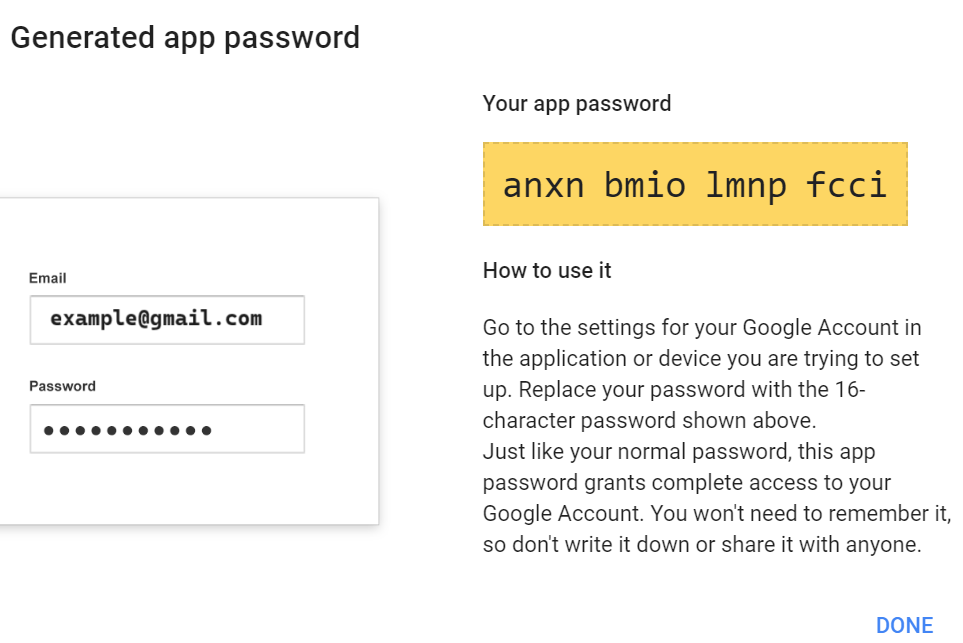 Generated app password
Your app password
anxn bmio lmnp fcci
Email
example@gmail.com
Password
●●●●●●●●●●●
How to use it
Go to the settings for your Google Account in
the application or device you are trying to set
up. Replace your password with the 16-
character password shown above.
Just like your normal password, this app
password grants complete access to your
Google Account. You won't need to remember it,
so don't write it down or share it with anyone.
DONE